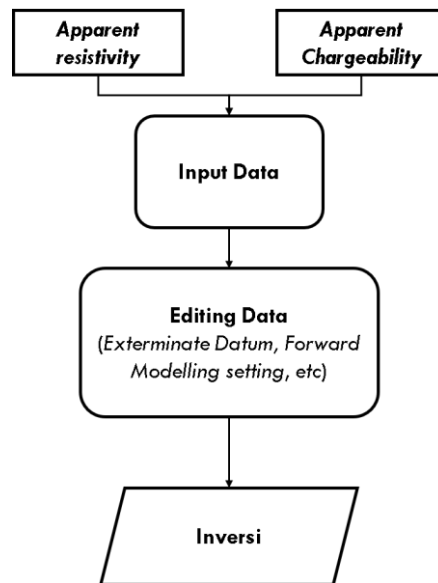 Apparent
resistivity
Apparent
Chargeability
Input Data
Editing Data
(Exterminate Datum, Forward
Modelling setting, etc)
Inversi